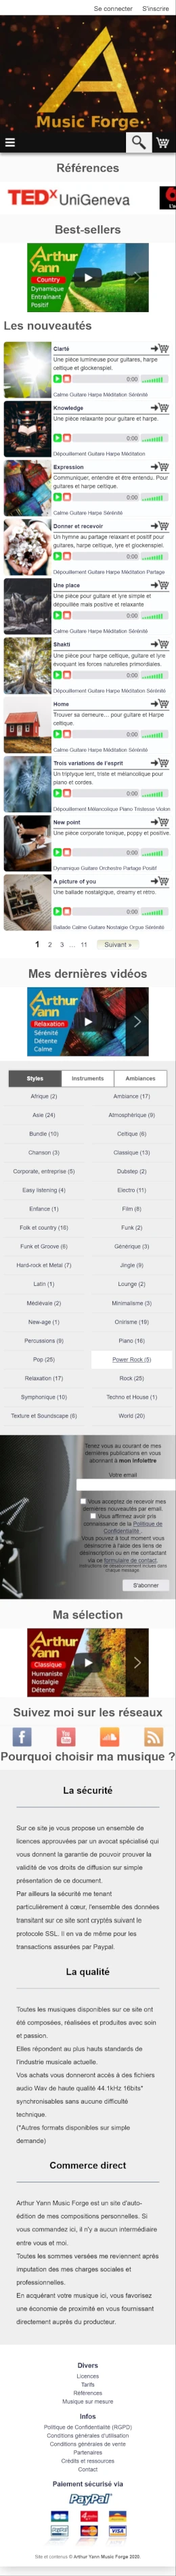 Se connecter S'inscrire
Music Forge
Références
TEDx UniGeneva
Best-sellers
Arthur
Yann
Country
Dynamique
Entraînant
Positif
Les nouveautés
Clarté
Une pièce lumineuse pour guitares, harpe
celtique et glockenspiel.
0:00
Calme Guitare Harpe Méditation Sérénité
Knowledge
Une pièce relaxante pour guitare et harpe.
0:00
Dépouillement Guitare Harpe Méditation
Expression
Communiquer, entendre et être entendu. Pour
guitares et harpe celtique.
0:00
Calme Guitare Harpe Sérénité
Donner et recevoir
Un hymne au partage relaxant et positif pour
guitares, harpe celtique, lyre et glockenspiel.
0:00
Dépouillement Guitare Harpe Méditation Partage
Une place
Une pièce pour guitare et lyre simple et
dépouillée mais positive et relaxante
0:00
Calme Guitare Harpe Méditation Sérénité
Shakti
Une pièce pour harpe celtique, guitare et lyre
évoquant les forces naturelles primordiales.
0:00
Dépouillement Guitare Harpe Méditation Sérénité
Home
Trouver sa demeure... pour guitare et Harpe
celtique.
0:00
Calme Guitare Harpe Méditation Sérénité
Trois variations de l'esprit
Un triptyque lent, triste et mélancolique pour
piano et cordes.
0:00
Dépouillement Mélancolique Piano Tristesse Violon
New point
Une pièce corporate tonique, poppy et positive.
0:00
Dynamique Guitare Orchestre Partage Positif
A picture of you
Une ballade nostalgique, dreamy et rétro.
0:00
Ballade Calme Guitare Nostalgie Orgue Sérénité
1 2 3 … 11 Suivant »
Mes dernières vidéos
Arthur
Yann
Relaxation
Sérénité
Détente
Calme
Styles Instruments Ambiances
Afrique (2) Ambiance (17)
Asie (24) Atmosphérique (9)
Bundle (10) Celtique (6)
Chanson (3) Classique (13)
Corporate, entreprise (5) Dubstep (2)
Easy listening (4) Electro (11)
Enfance (1) Film (8)
Folk et country (16) Funk (2)
Funk et Groove (6) Générique (3)
Hard-rock et Metal (7) Jingle (9)
Latin (1) Lounge (2)
Médiévale (2) Minimalisme (3)
New-age (1) Onirisme (19)
Percussions (9) Piano (16)
Pop (25) Power Rock (5)
Relaxation (17) Rock (25)
Symphonique (10) Techno et House (1)
Texture et Soundscape (6) World (20)
Tenez vous au courant de mes
dernières publications en vous
abonnant à mon infolettre
Votre email
Vous acceptez de recevoir mes
dernières nouveautés par email.
Vous affirmez avoir pris
connaissance de la Politique de
Confidentialité.
Vous pouvez à tout moment vous
désinscrire à l'aide des liens de
désinscription ou en me contactant
via ce formulaire de contact.
Instructions de désabonnement incluses dans
chaque message.
S'abonner
Ma sélection
Arthur
Yann
Classique
Humaniste
Nostalgie
Détente
Suivez moi sur les réseaux
Pourquoi choisir ma musique ?
La sécurité
Sur ce site je vous propose un ensemble de
licences approuvées par un avocat spécialisé qui
vous donnent la garantie de pouvoir prouver la
validité de vos droits de diffusion sur simple
présentation de ce document.
Par ailleurs la sécurité me tenant
particulièrement à cœur, l'ensemble des données
transitant sur ce site sont cryptés suivant le
protocole SSL. Il en va de même pour les
transactions assurées par Paypal.
La qualité
Toutes les musiques disponibles sur ce site ont
été composées, réalisées et produites avec soin
et passion.
Elles répondent au plus hauts standards de
l'industrie musicale actuelle.
Vos achats vous donneront accès à des fichiers
audio Wav de haute qualité 44.1kHz 16bits*
synchronisables sans aucune difficulté
technique.
(*Autres formats disponibles sur simple
demande)
Commerce direct
Arthur Yann Music Forge est un site d'auto-
édition de mes compositions personnelles. Si
vous commandez ici, il n'y a aucun intermédiaire
entre vous et moi.
Toutes les sommes versées me reviennent après
imputation des mes charges sociales et
professionelles.
En acquérant votre musique ici, vous favorisez
une économie de proximité en vous fournissant
directement auprès du producteur.
Divers
Licences
Tarifs
Références
Musique sur mesure
Infos
Politique de Confidentialité (RGPD)
Conditions générales d'utilisation
Conditions générales de vente
Partenaires
Crédits et ressources
Contact
Paiement sécurisé via
PayPal
VISA
Site et contenus © Arthur Yann Music Forge 2020.